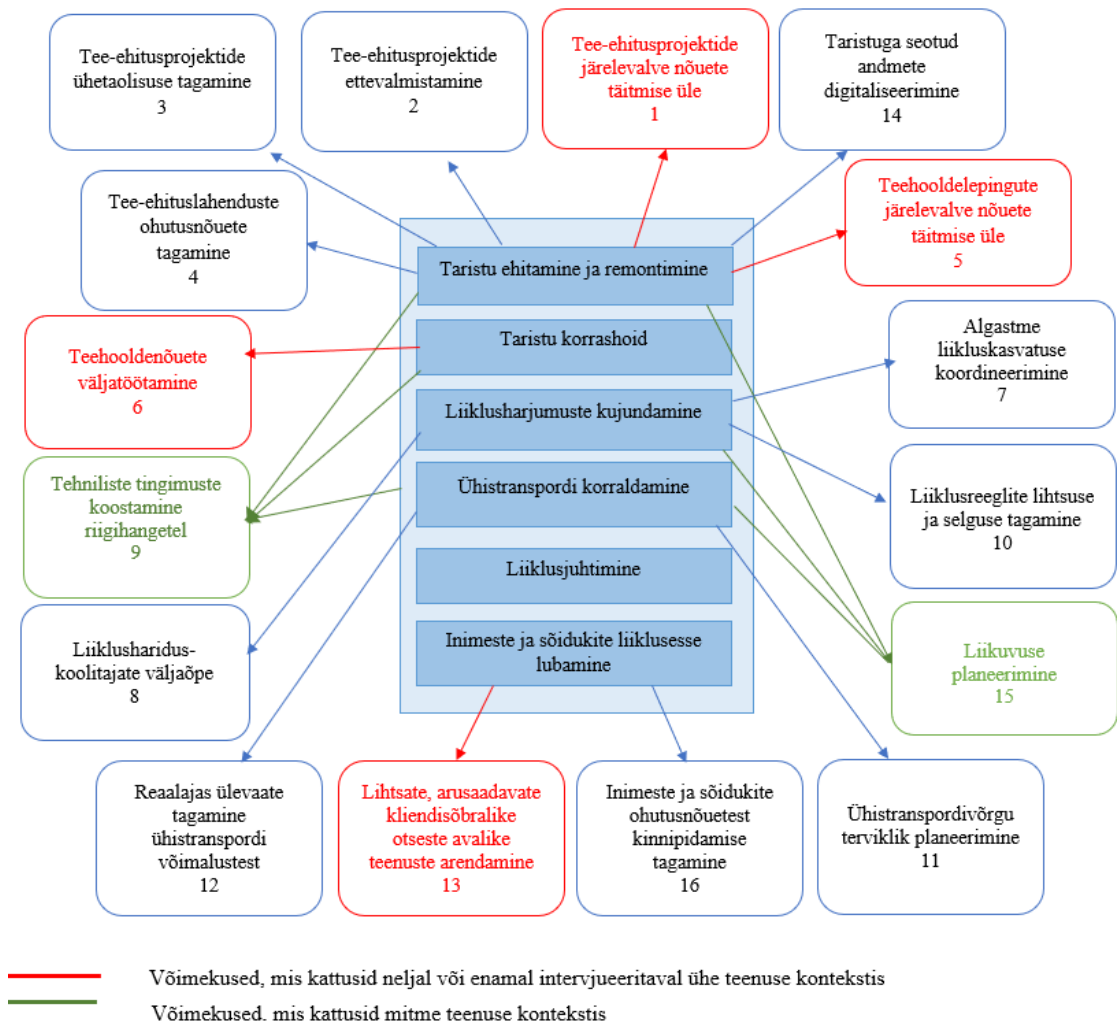 Tee-ehitusprojektide
ühetaolisuse tagamine
3
Tee-ehitusprojektide
ettevalmistamine
2
Tee-ehitusprojektide
järelevalve nõuete
täitmise üle
1
Taristuga seotud
andmete
digitaliseerimine
14
Tee-ehituslahenduste
ohutusnõuete
tagamine
4
Teehooldelepingute
järelevalve nõuete
täitmise üle
5
Taristu ehitamine ja remontimine
Taristu korrashoid
Liiklusharjumuste kujundamine
Ühistranspordi korraldamine
Liiklusjuhtimine
Inimeste ja sõidukite liiklusesse
lubamine
Teehooldenõuete
väljatöötamine
6
Algastme
liikluskasvatuse
koordineerimine
7
Tehniliste tingimuste
koostamine
riigihangetel
9
Liiklusreeglite lihtsuse
ja selguse tagamine
10
Liiklusharidus-
koolitajate väljaõpe
8
Liikuvuse
planeerimine
15
Reaalajas ülevaate
tagamine
ühistranspordi
võimalustest
12
Lihtsate, arusaadavate
kliendisõbralike
otseste avalike
teenuste arendamine
13
Inimeste ja sõidukite
ohutusnõuetest
kinnipidamise
tagamine
16
Ühistranspordivõrgu
terviklik planeerimine
11
Võimekused, mis kattusid neljal või enamal intervjueeritaval ühe teenuse kontekstis
Võimekused, mis kattusid mitme teenuse kontekstis